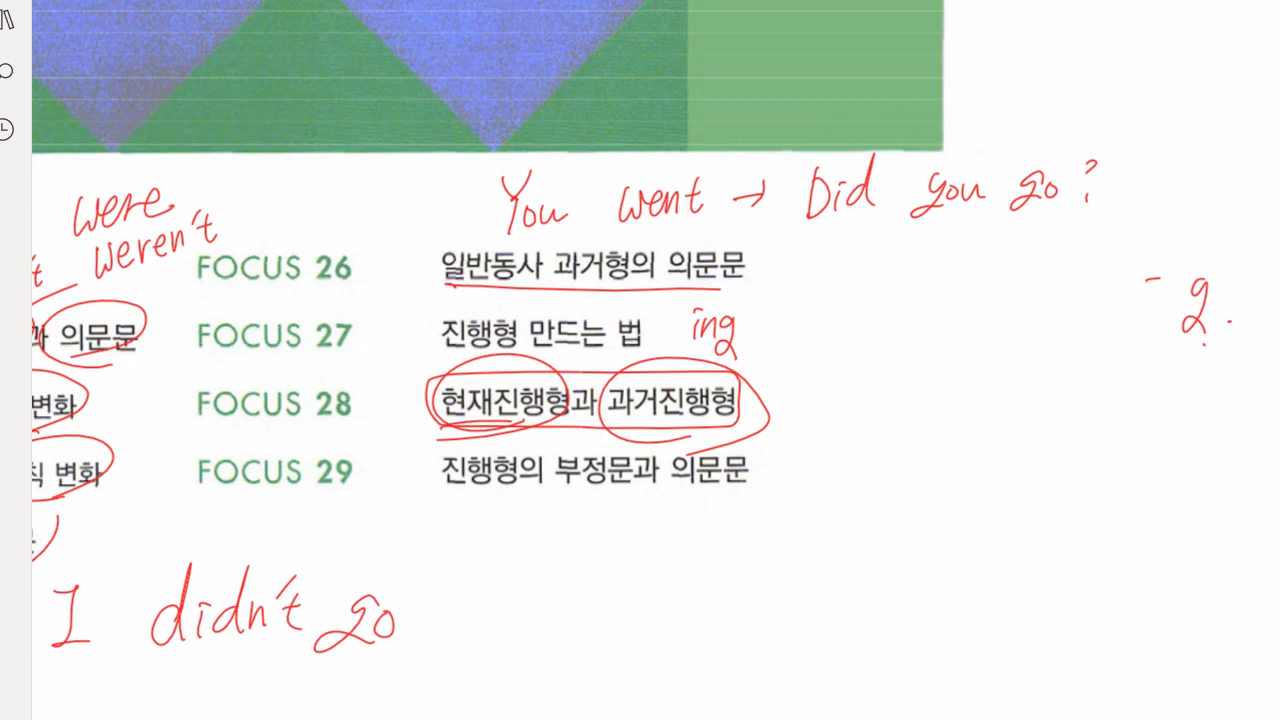 were
weren't
You went → Did you go?
FOCUS 26 일반동사 과거형의 의문문
의문문 FOCUS 27 진행형 만드는 법 ing
변화 FOCUS 28 현재진행형과 과거진행형
변화 FOCUS 29 진행형의 부정문과 의문문
I didn't go